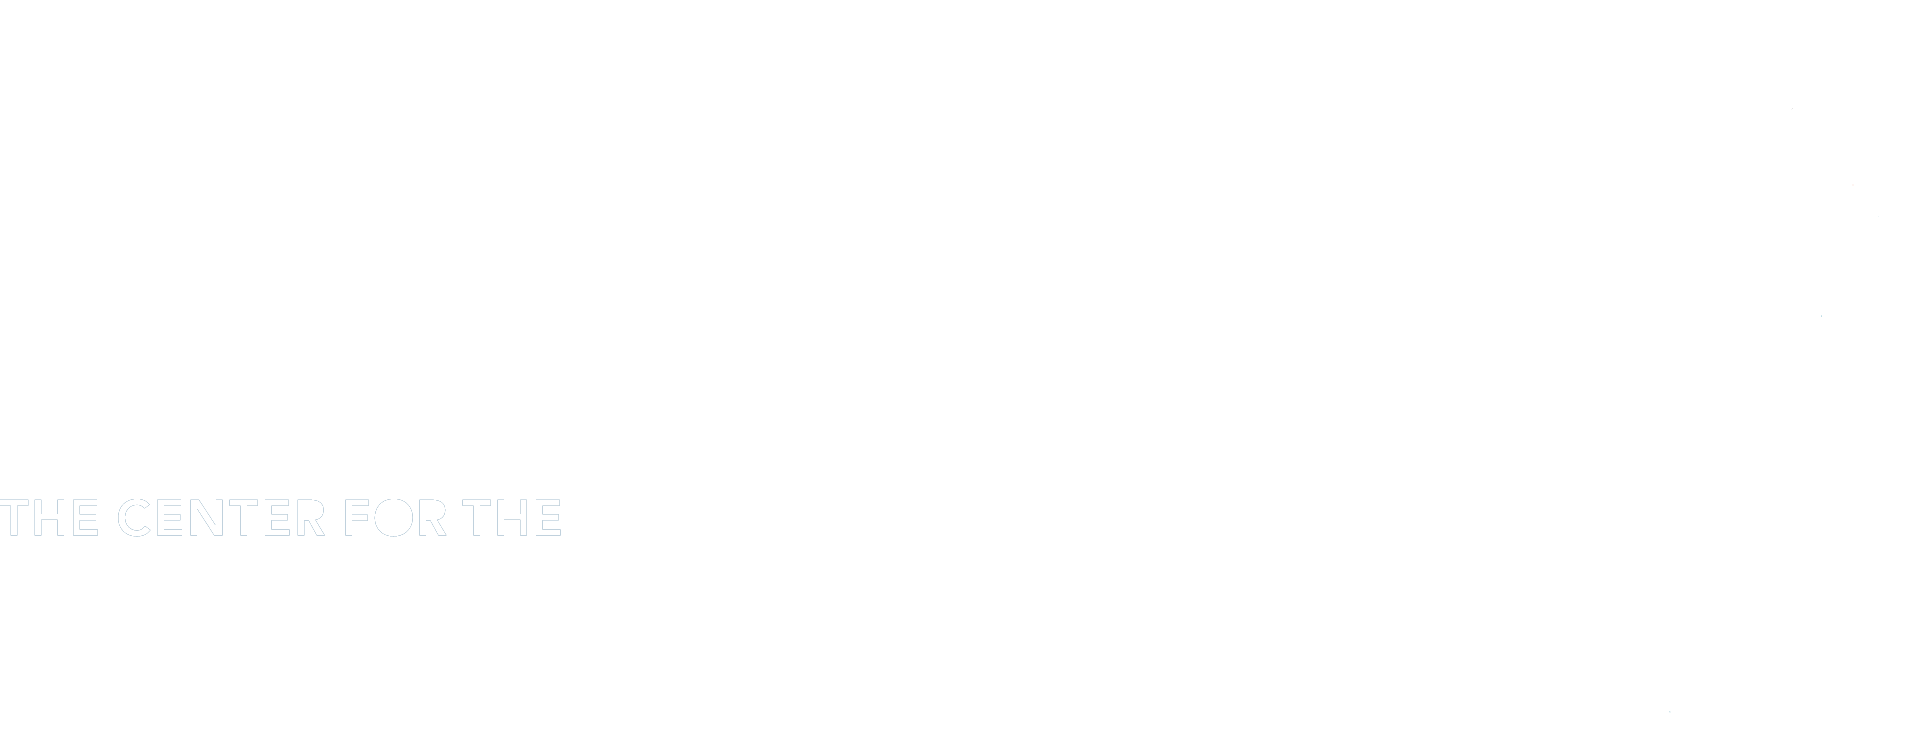 THE CENTER FOR THE